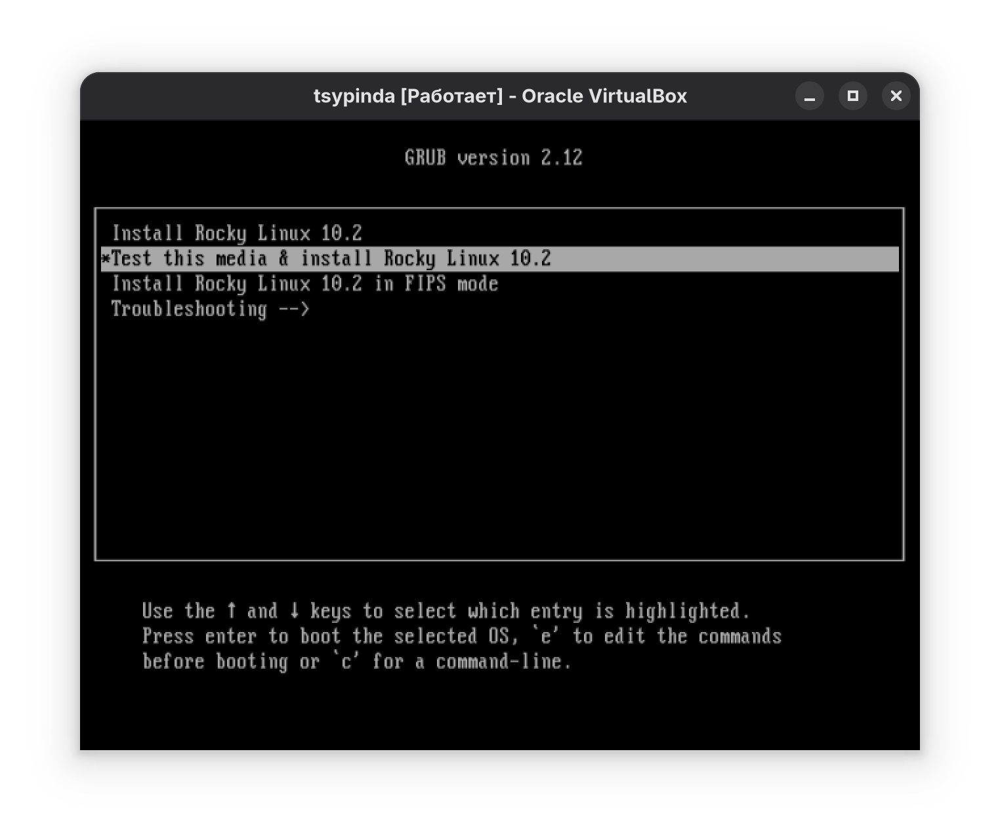 tsypinda [Работает] - Oracle VirtualBox
GRUB version 2.12
Install Rocky Linux 10.2
*Test this media & install Rocky Linux 10.2
Install Rocky Linux 10.2 in FIPS mode
Troubleshooting -->
Use the ↑ and ↓ keys to select which entry is highlighted.
Press enter to boot the selected OS, `e' to edit the commands
before booting or `c' for a command-line.